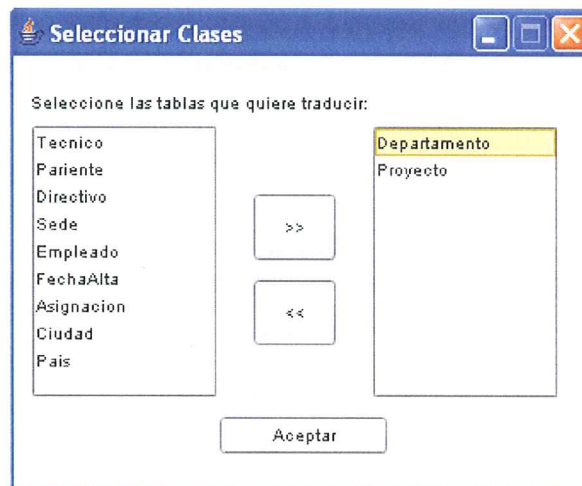 Seleccionar Clases
Seleccione las tablas que quiere traducir:
Tecnico
Pariente
Directivo
Sede
Empleado
FechaAlta
Asignacion
Ciudad
Pais
>>
<<
Departamento
Proyecto
Aceptar